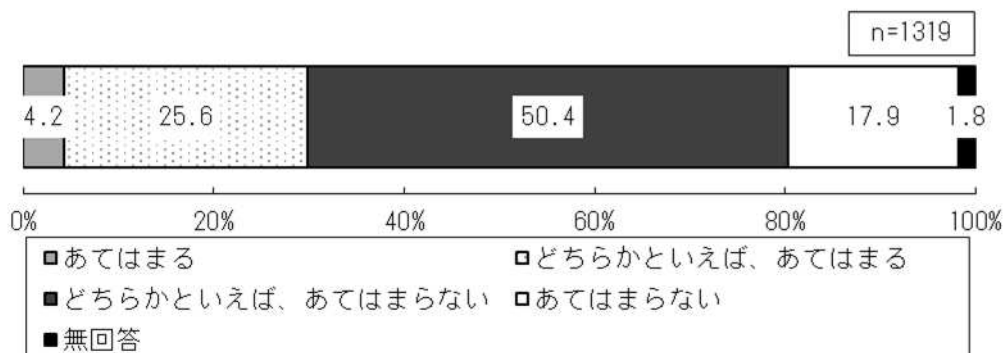 n=1319
4.2 25.6 50.4 17.9 1.8
0% 20% 40% 60% 80% 100%
あてはまる どちらかといえば、あてはまる
どちらかといえば、あてはまらない あてはまらない
無回答